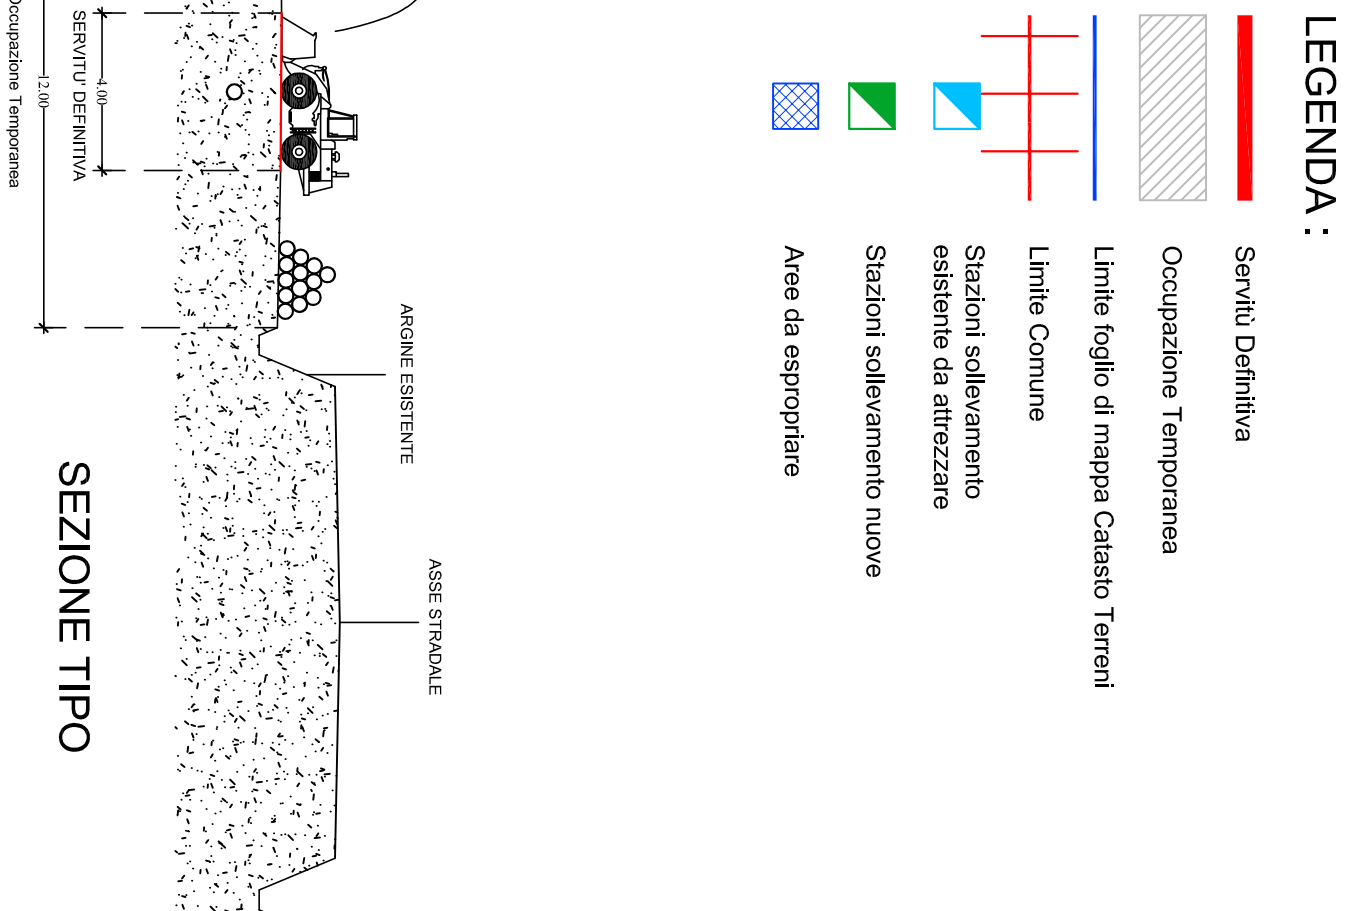 LEGENDA :
Servitù Definitiva
Occupazione Temporanea
Limite foglio di mappa Catasto Terreni
Limite Comune
Stazioni sollevamento
esistente da attrezzare
Stazioni sollevamento nuove
Aree da espropriare
ASSE STRADALE
ARGINE ESISTENTE
4.00
SERVITU' DEFINITIVA
12.00
Occupazione Temporanea
SEZIONE TIPO